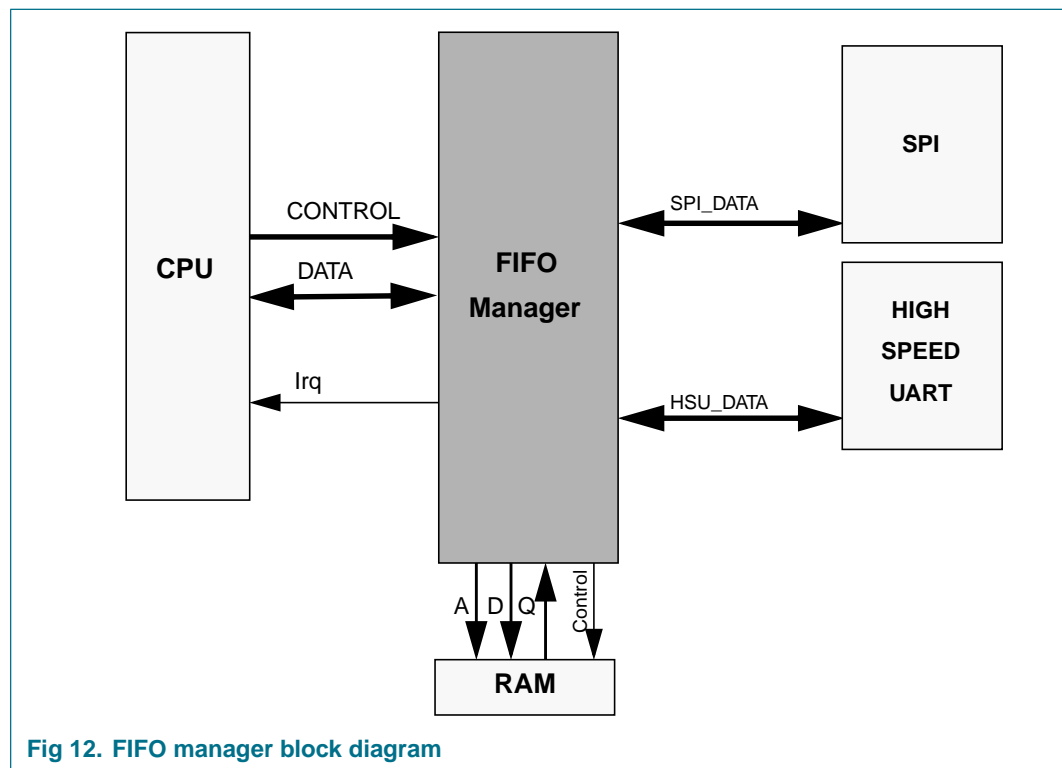 CPU
CONTROL
DATA
Irq
FIFO
Manager
SPI_DATA
HSU_DATA
SPI
HIGH
SPEED
UART
A
D
Q
Control
RAM
Fig 12. FIFO manager block diagram